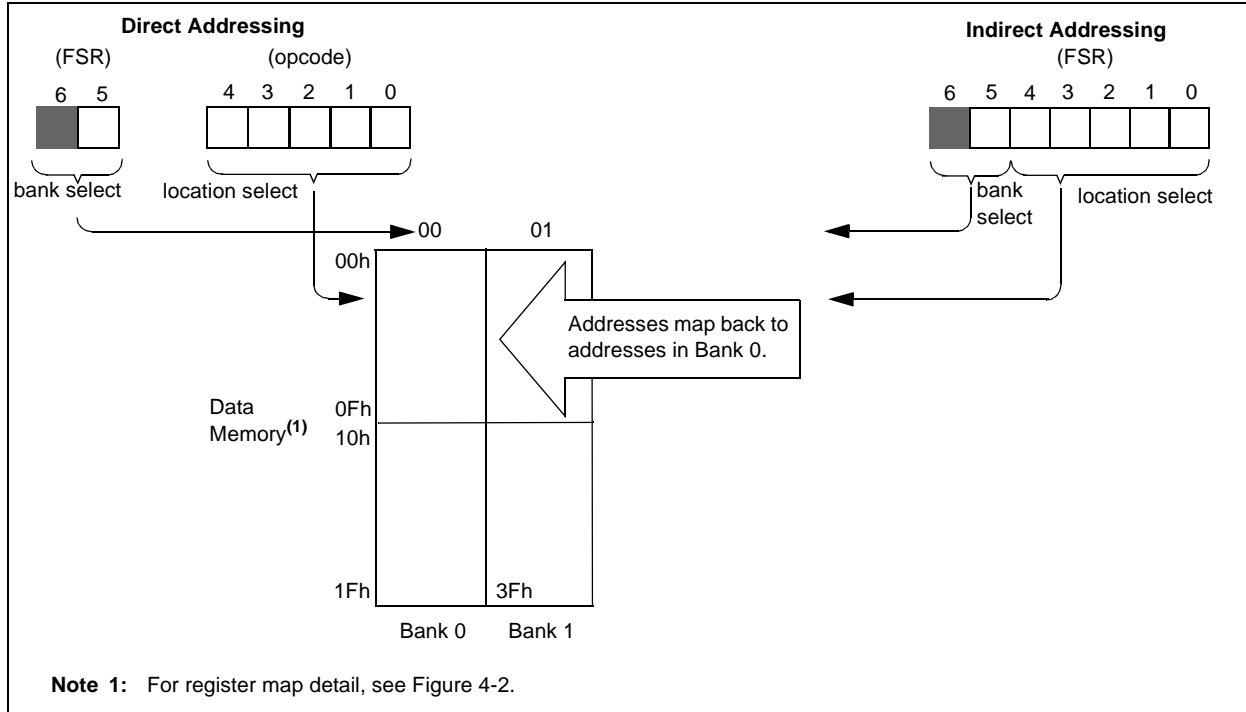 Direct Addressing
(FSR)
(opcode)
6 5
4 3 2 1 0
bank select
location select
Indirect Addressing
(FSR)
6 5 4 3 2 1 0
bank
select
location select
00
01
00h
Addresses map back to
addresses in Bank 0.
Data
Memory(1)
0Fh
10h
1Fh
3Fh
Bank 0
Bank 1
Note 1: For register map detail, see Figure 4-2.